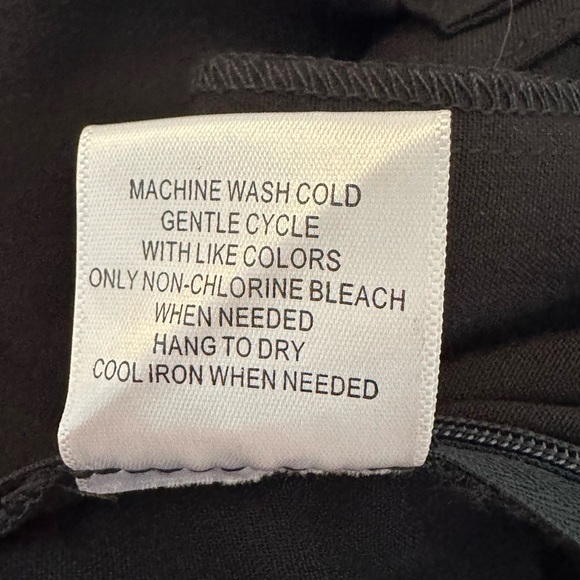 MACHINE WASH COLD
GENTLE CYCLE
WITH LIKE COLORS
ONLY NON-CHLORINE BLEACH
WHEN NEEDED
HANG TO DRY
COOL IRON WHEN NEEDED